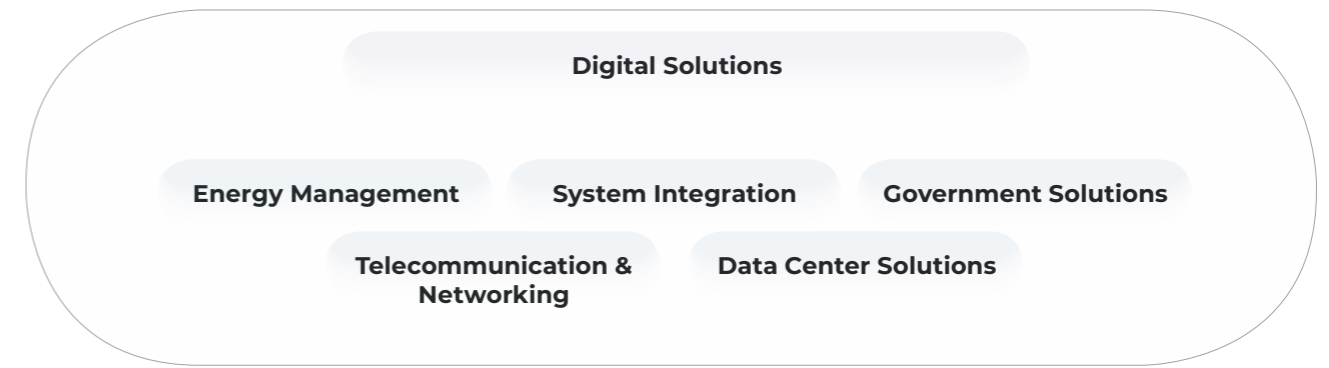 Digital Solutions
Energy Management
System Integration
Government Solutions
Telecommunication &
Networking
Data Center Solutions